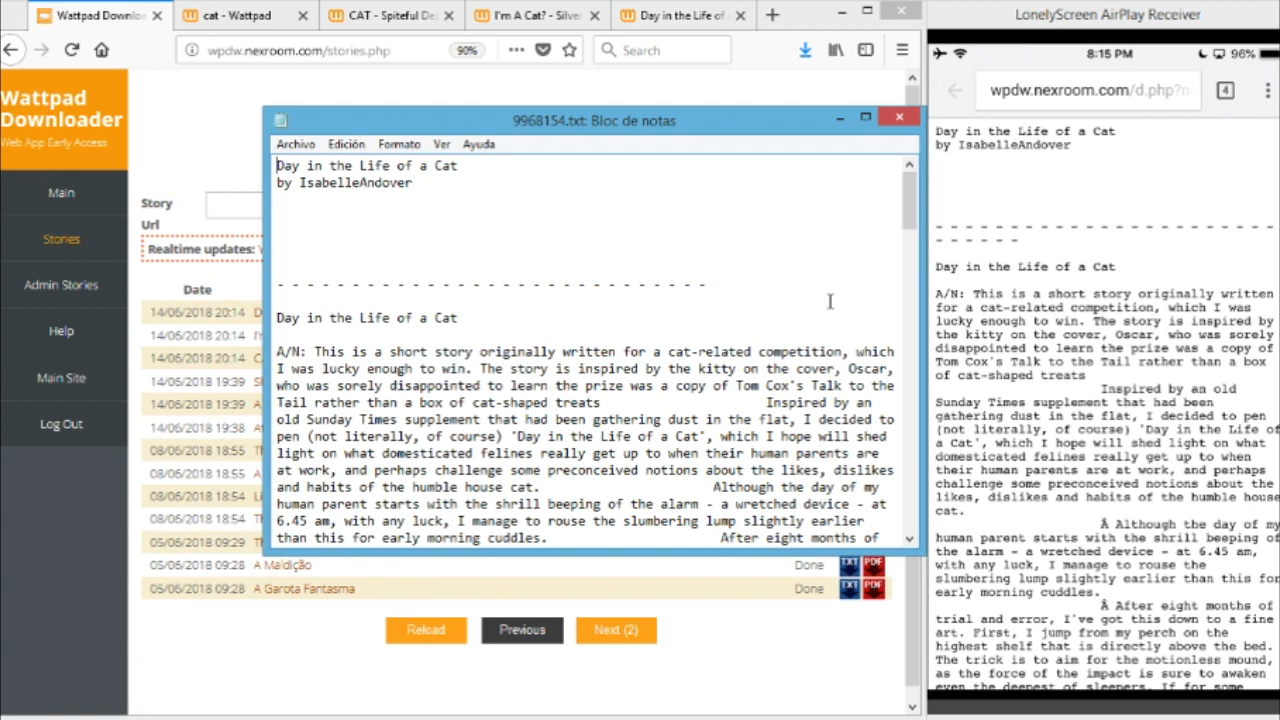 Wattpad Downloa
cat - Wattpad
CAT - Spiteful De
I'm A Cat? - Silve
Day in the Life of
LonelyScreen AirPlay Receiver
wpdw.nexroom.com/stories.php
90%
Search
8:15 PM
96%
wpdw.nexroom.com/d.php?n
4
Wattpad
Downloader
Web App Early Access
Main
Stories
Admin Stories
Help
Main Site
Log Out
Story
Url
Realtime updates:
Date
14/06/2018 20:14
14/06/2018 20:14
14/06/2018 20:14
14/06/2018 19:39
14/06/2018 19:39
14/06/2018 19:38
08/06/2018 18:55
08/06/2018 18:55
08/06/2018 18:54
08/06/2018 18:54
05/06/2018 09:29
05/06/2018 09:28 A Maldição Done TXT PDF
05/06/2018 09:28 A Garota Fantasma Done TXT PDF
Reload Previous Next (2)
9968154.txt: Bloc de notas
Archivo Edición Formato Ver Ayuda
Day in the Life of a Cat
by IsabelleAndover
- - - - - - - - - - - - - - - - - - - - - - - - - - - -
Day in the Life of a Cat
A/N: This is a short story originally written for a cat-related competition, which
I was lucky enough to win. The story is inspired by the kitty on the cover, Oscar,
who was sorely disappointed to learn the prize was a copy of Tom Cox's Talk to the
Tail rather than a box of cat-shaped treats Inspired by an
old Sunday Times supplement that had been gathering dust in the flat, I decided to
pen (not literally, of course) 'Day in the Life of a Cat', which I hope will shed
light on what domesticated felines really get up to when their human parents are
at work, and perhaps challenge some preconceived notions about the likes, dislikes
and habits of the humble house cat. Although the day of my
human parent starts with the shrill beeping of the alarm - a wretched device - at
6.45 am, with any luck, I manage to rouse the slumbering lump slightly earlier
than this for early morning cuddles. After eight months of
Day in the Life of a Cat
by IsabelleAndover
- - - - - - - - - - - - - - - - - - - - - -
- - - - - -
Day in the Life of a Cat
A/N: This is a short story originally written
for a cat-related competition, which I was
lucky enough to win. The story is inspired by
the kitty on the cover, Oscar, who was sorely
disappointed to learn the prize was a copy of
Tom Cox's Talk to the Tail rather than a box
of cat-shaped treats
Inspired by an old
Sunday Times supplement that had been
gathering dust in the flat, I decided to pen
(not literally, of course) 'Day in the Life of
a Cat', which I hope will shed light on what
domesticated felines really get up to when
their human parents are at work, and perhaps
challenge some preconceived notions about the
likes, dislikes and habits of the humble house
cat.
Â Although the day of my
human parent starts with the shrill beeping of
the alarm - a wretched device - at 6.45 am,
with any luck, I manage to rouse the
slumbering lump slightly earlier than this for
early morning cuddles.
Â After eight months of
trial and error, I've got this down to a fine
art. First, I jump from my perch on the
highest shelf that is directly above the bed.
The trick is to aim for the motionless mound,
as the force of the impact is sure to awaken
even the deepest of sleepers. If for some